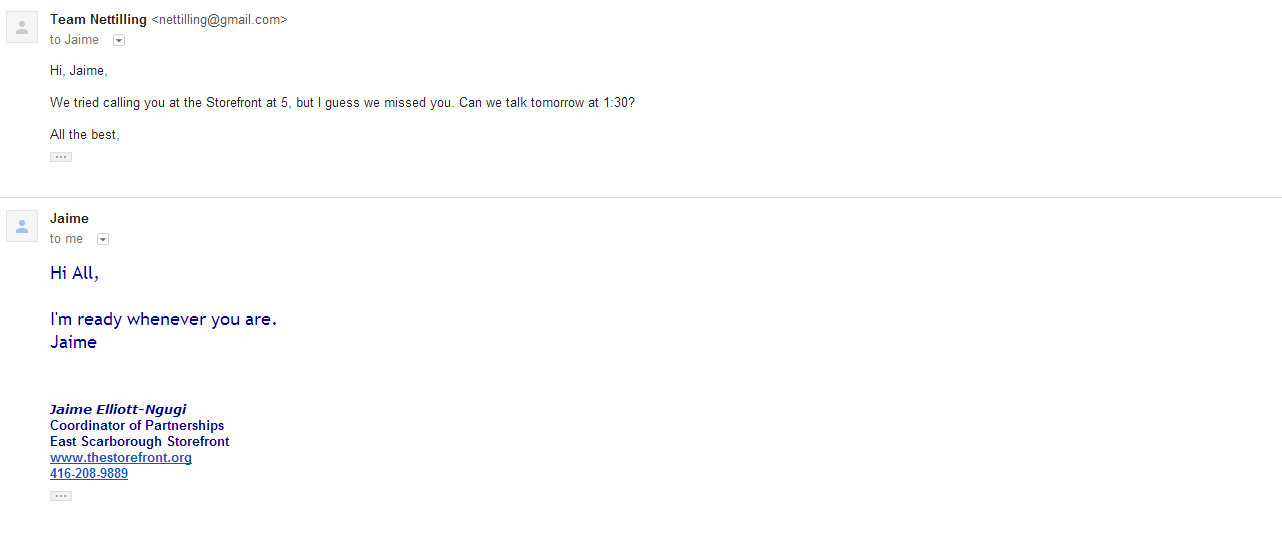 Team Nettilling <nettilling@gmail.com>
to Jaime
Hi, Jaime,
We tried calling you at the Storefront at 5, but I guess we missed you. Can we talk tomorrow at 1:30?
All the best,
Jaime
to me
Hi All,
I'm ready whenever you are.
Jaime
Jaime Elliott-Ngugi
Coordinator of Partnerships
East Scarborough Storefront
www.thestorefront.org
416-208-9889